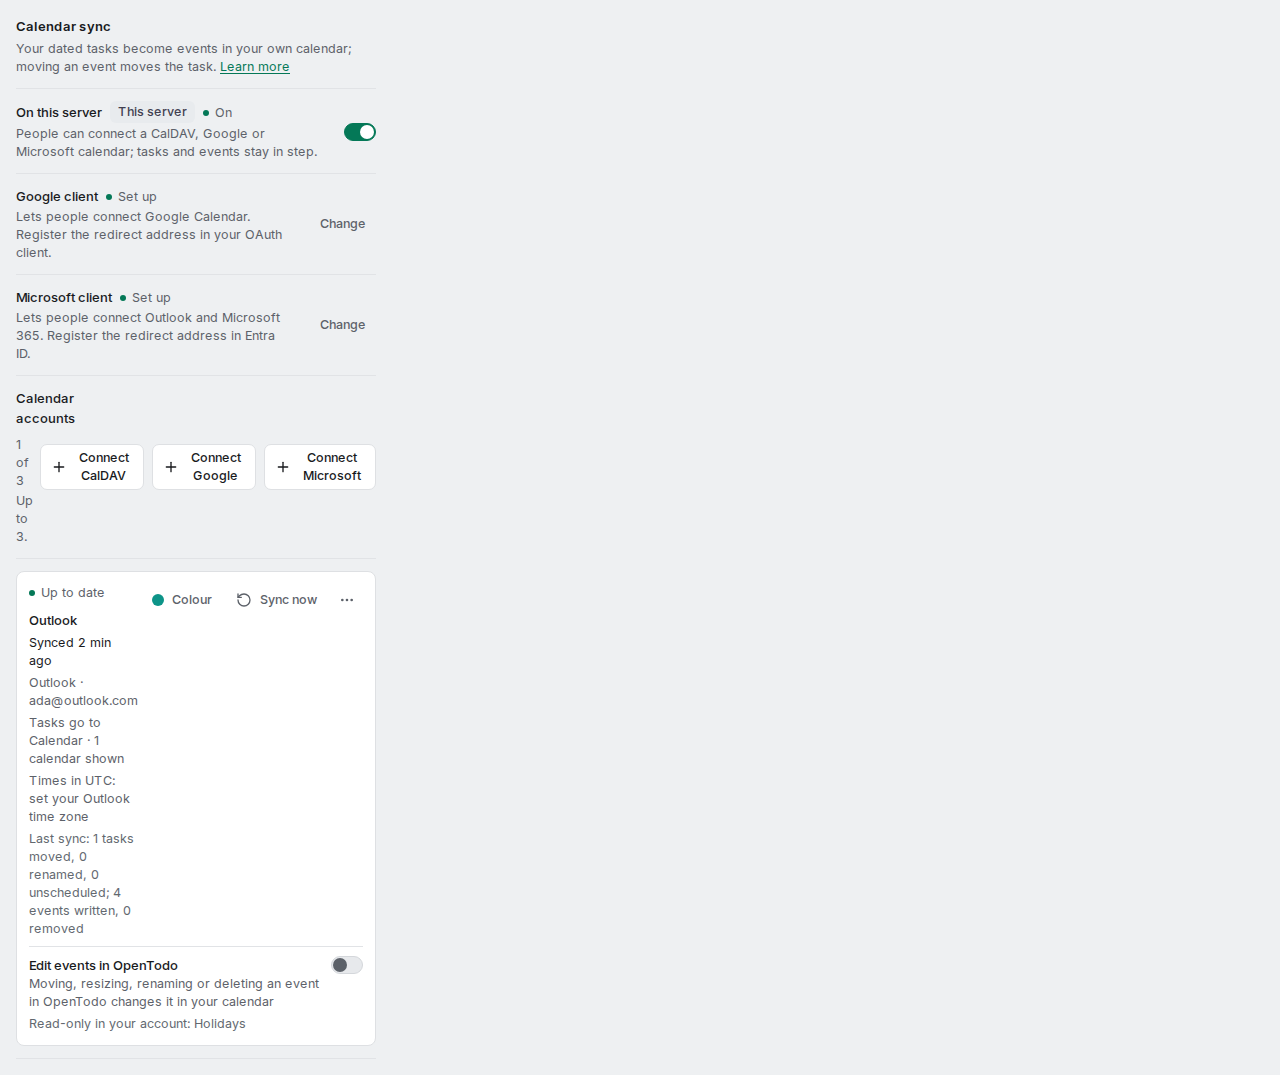 Calendar sync
Your dated tasks become events in your own calendar;
moving an event moves the task. Learn more
On this server This server On
People can connect a CalDAV, Google or
Microsoft calendar; tasks and events stay in step.
Google client Set up
Lets people connect Google Calendar.
Register the redirect address in your OAuth
client.
Change
Microsoft client Set up
Lets people connect Outlook and Microsoft
365. Register the redirect address in Entra
ID.
Change
Calendar
accounts
1
of
3
Up
to
3.
Connect
CalDAV
Connect
Google
Connect
Microsoft
Up to date
Colour
Sync now
Outlook
Synced 2 min
ago
Outlook ·
ada@outlook.com
Tasks go to
Calendar · 1
calendar shown
Times in UTC:
set your Outlook
time zone
Last sync: 1 tasks
moved, 0
renamed, 0
unscheduled; 4
events written, 0
removed
Edit events in OpenTodo
Moving, resizing, renaming or deleting an event
in OpenTodo changes it in your calendar
Read-only in your account: Holidays